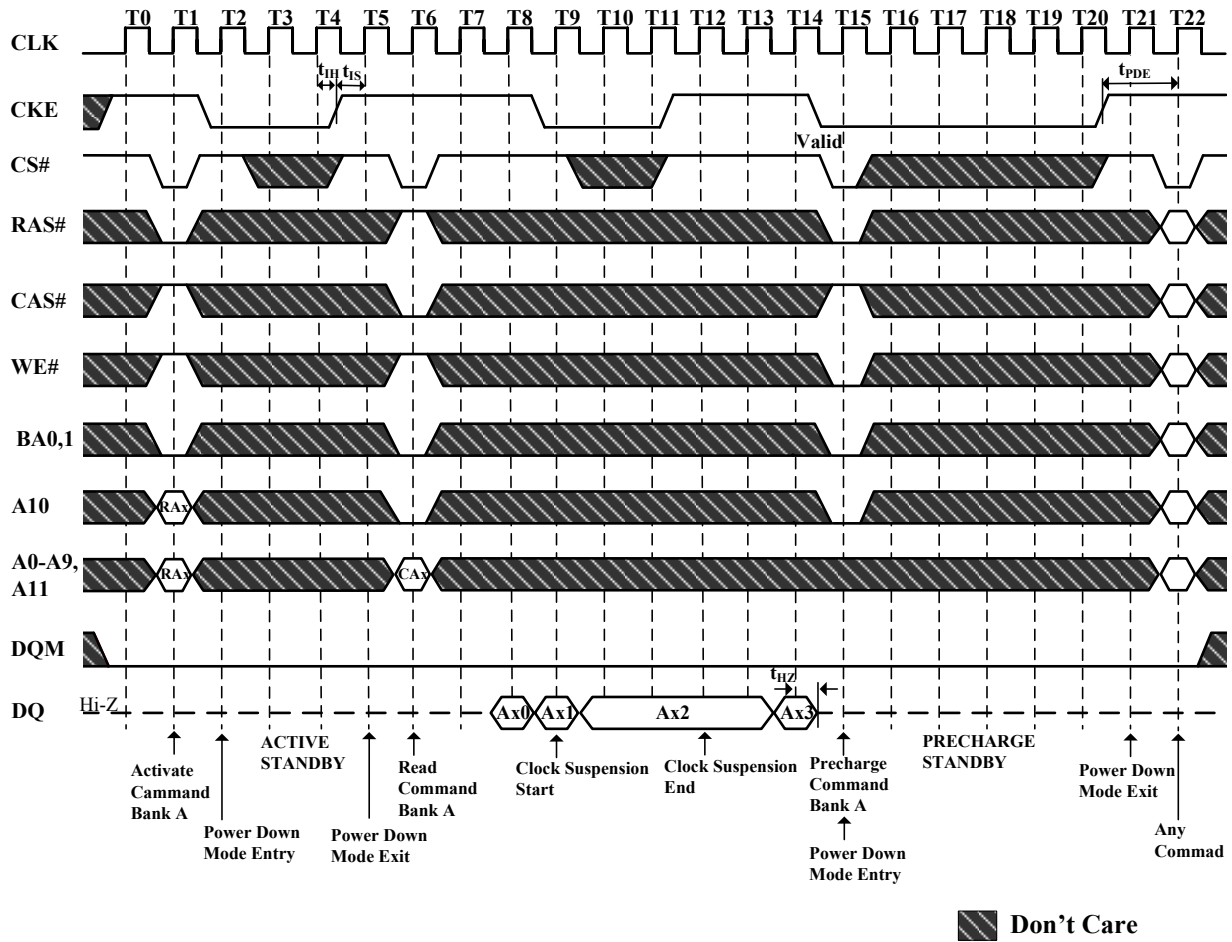 T0 T1 T2 T3 T4 T5 T6 T7 T8 T9 T10 T11 T12 T13 T14 T15 T16 T17 T18 T19 T20 T21 T22
CLK
tIH tIS
tPDE
CKE
Valid
CS#
RAS#
CAS#
WE#
BA0,1
A10
RAx
A0-A9,
A11
RAx
CAx
DQM
tHZ
DQ
Hi-Z
Ax0 Ax1 Ax2 Ax3
Activate
Cammand
Bank A
Power Down
Mode Entry
ACTIVE
STANDBY
Power Down
Mode Exit
Read
Command
Bank A
Clock Suspension
Start
Clock Suspension
End
Precharge
Command
Bank A
Power Down
Mode Entry
PRECHARGE
STANDBY
Power Down
Mode Exit
Any
Commad
Don't Care